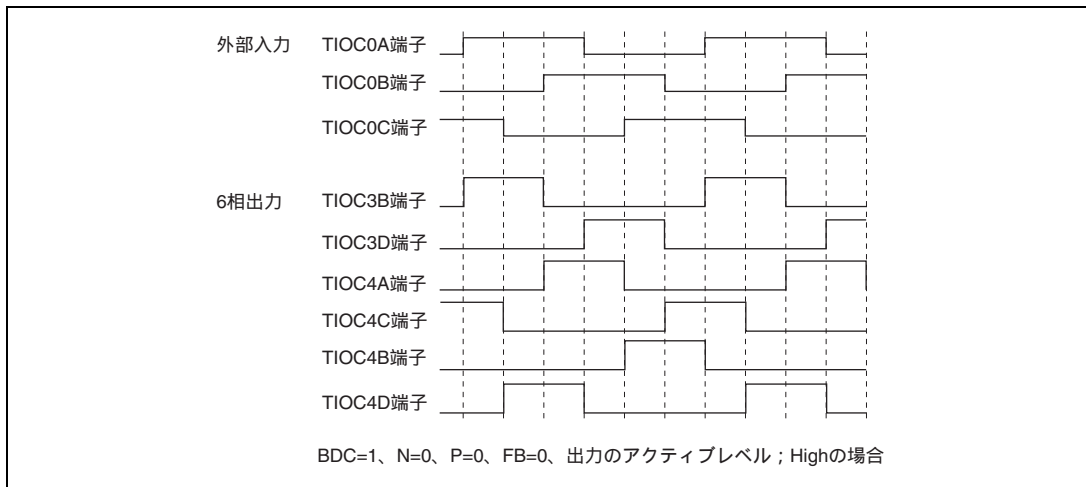 外部入力 TIOC0A端子
TIOC0B端子
TIOC0C端子
6相出力 TIOC3B端子
TIOC3D端子
TIOC4A端子
TIOC4C端子
TIOC4B端子
TIOC4D端子
BDC=1、N=0、P=0、FB=0、出力のアクティブレベル；Highの場合